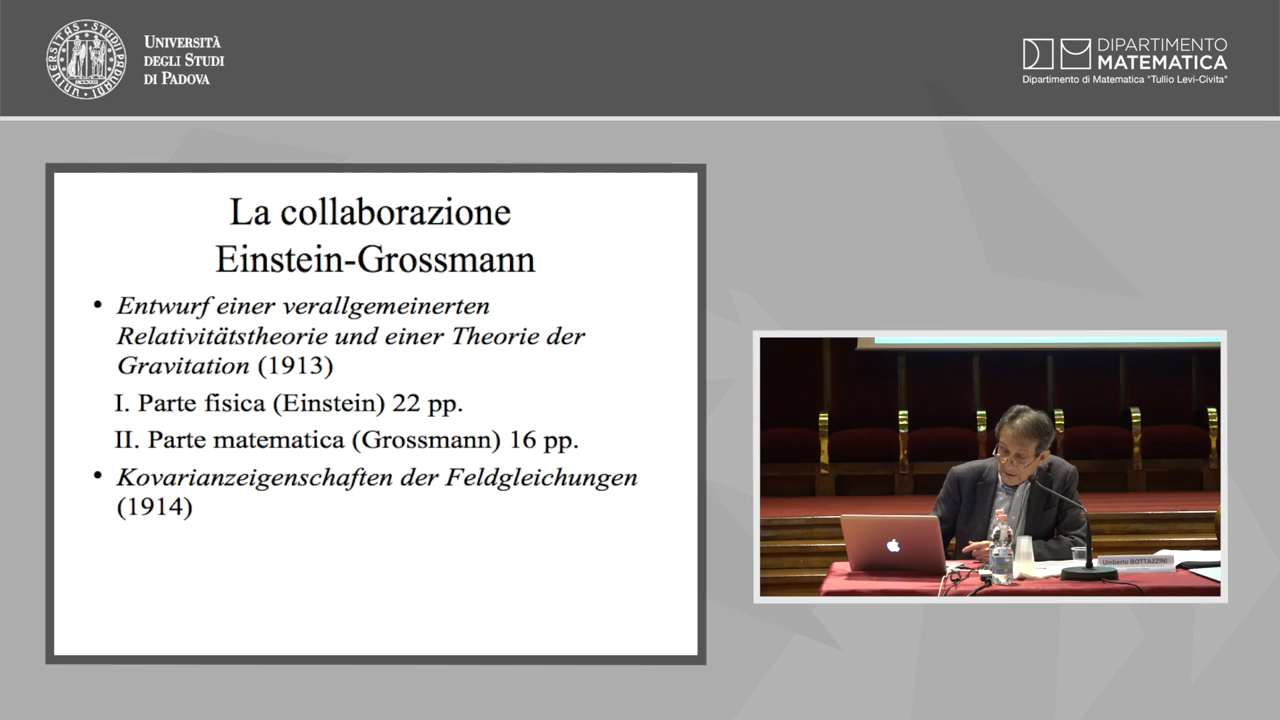 UNIVERSITÀ
DEGLI STUDI
DI PADOVA
DIPARTIMENTO
MATEMATICA
Dipartimento di Matematica "Tullio Levi-Civita"
La collaborazione
Einstein-Grossmann
• Entwurf einer verallgemeinerten
Relativitätstheorie und einer Theorie der
Gravitation (1913)
I. Parte fisica (Einstein) 22 pp.
II. Parte matematica (Grossmann) 16 pp.
• Kovarianzeigenschaften der Feldgleichungen
(1914)
Umberto BOTTAZZINI